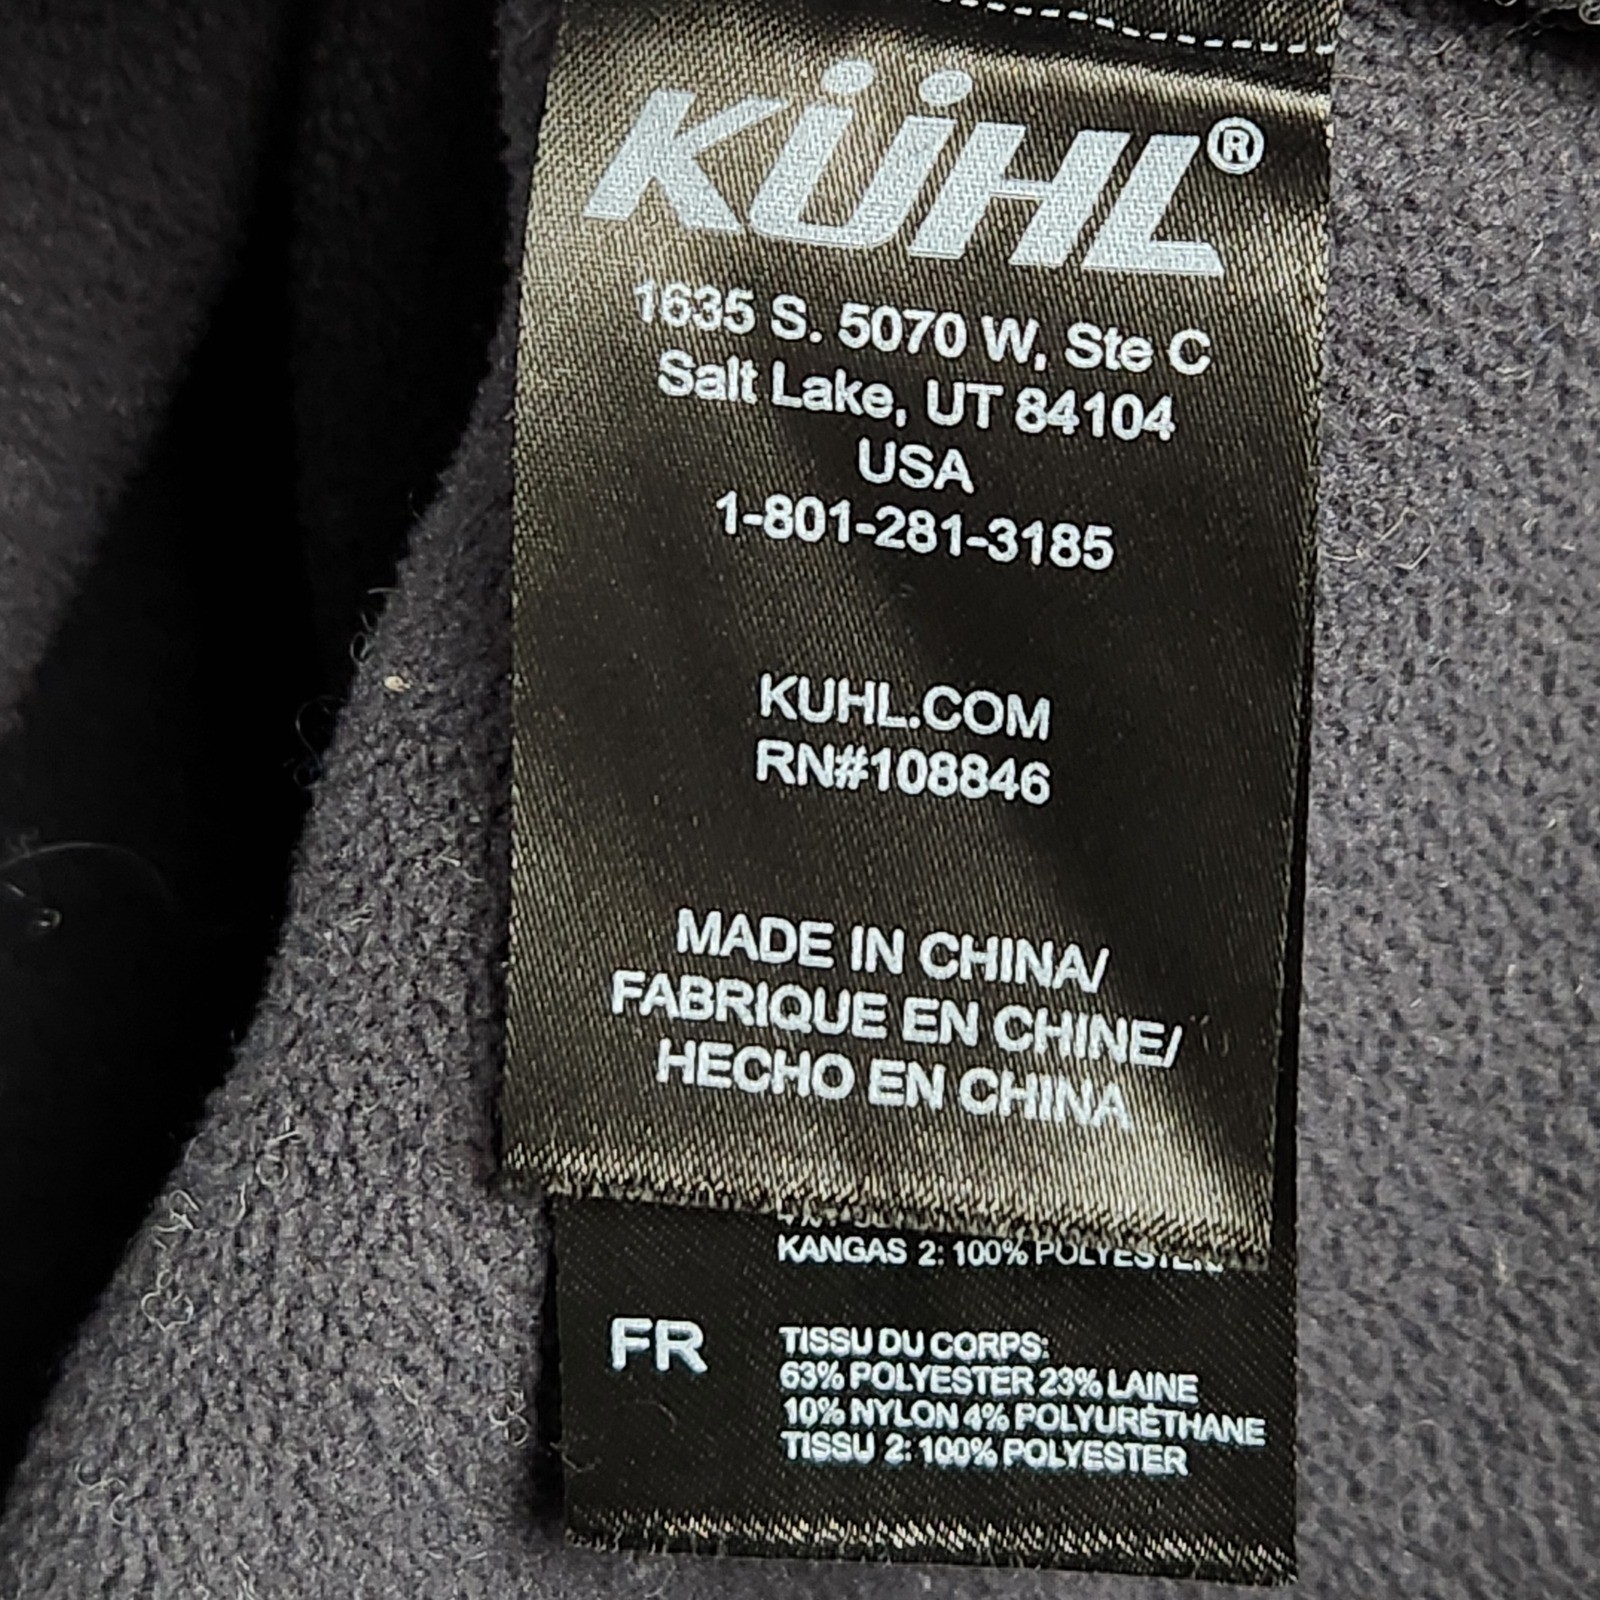 KÜHL®
1635 S. 5070 W, Ste C
Salt Lake, UT 84104
USA
1-801-281-3185
KUHL.COM
RN#108846
MADE IN CHINA/
FABRIQUE EN CHINE/
HECHO EN CHINA
KANGAS 2: 100% POLYESTER
FR
TISSU DU CORPS:
63% POLYESTER 23% LAINE
10% NYLON 4% POLYURÉTHANE
TISSU 2: 100% POLYESTER